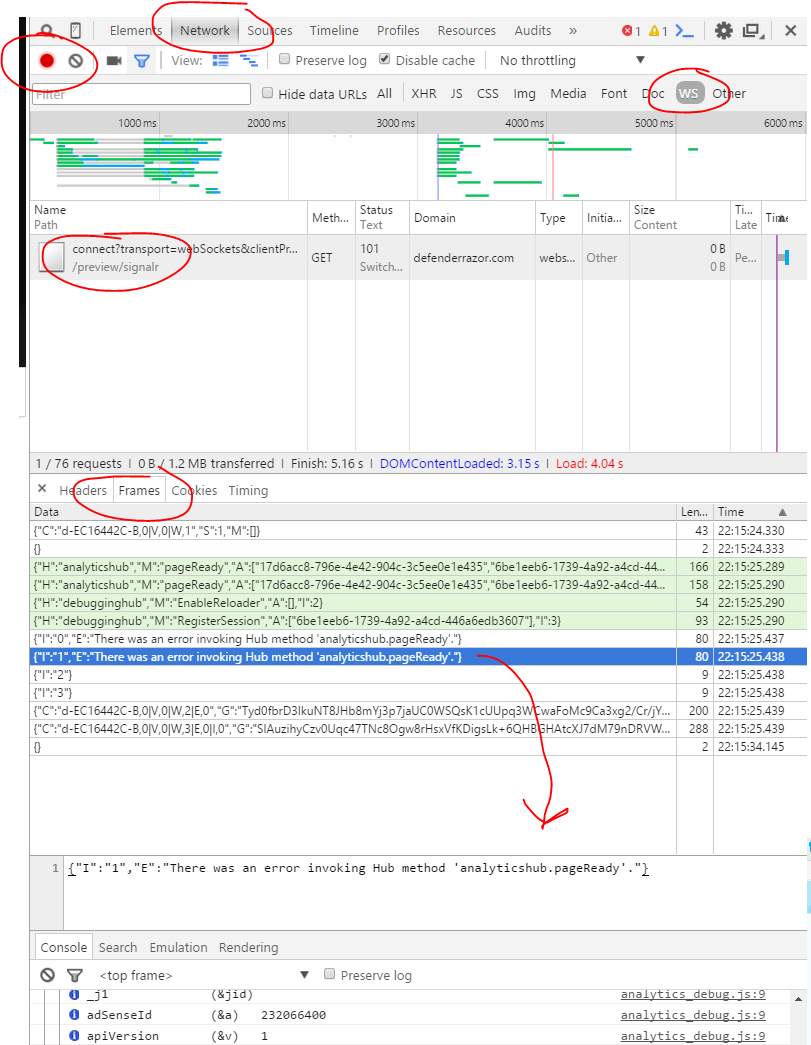 Elements Network Sources Timeline Profiles Resources Audits » 1 1
View: Preserve log Disable cache No throttling
Filter Hide data URLs All XHR JS CSS Img Media Font Doc WS Other
1000 ms 2000 ms 3000 ms 4000 ms 5000 ms 6000 ms
Name Path Meth... Status Text Domain Type Initia... Size Content Ti... Late
connect?transport=webSockets&clientPr... GET 101 defenderrazor.com webs... Other 0 B Pe...
/preview/signalr Switch... 0 B
1 / 76 requests I 0 B / 1.2 MB transferred I Finish: 5.16 s I DOMContentLoaded: 3.15 s I Load: 4.04 s
× Headers Frames Cookies Timing
Data Len... Time
{"C":"d-EC16442C-B,0|V,0|W,1","S":1,"M":[]} 43 22:15:24.330
{} 2 22:15:24.333
{"H":"analyticshub","M":"pageReady","A":["17d6acc8-796e-4e42-904c-3c5ee0e1e435","6be1eeb6-1739-4a92-a4cd-44... 166 22:15:25.289
{"H":"analyticshub","M":"pageReady","A":["17d6acc8-796e-4e42-904c-3c5ee0e1e435","6be1eeb6-1739-4a92-a4cd-44... 158 22:15:25.290
{"H":"debugginghub","M":"EnableReloader","A":[],"I":2} 54 22:15:25.290
{"H":"debugginghub","M":"RegisterSession","A":["6be1eeb6-1739-4a92-a4cd-446a6edb3607"],"I":3} 93 22:15:25.290
{"I":"0","E":"There was an error invoking Hub method 'analyticshub.pageReady'."} 80 22:15:25.437
{"I":"1","E":"There was an error invoking Hub method 'analyticshub.pageReady'."} 80 22:15:25.438
{"I":"2"} 9 22:15:25.438
{"I":"3"} 9 22:15:25.438
{"C":"d-EC16442C-B,0|V,0|W,2|E,0","G":"Tyd0fbrD3IkuNT8JHb8mYj3p7jaUC0WSQsK1cUUpq3WCwaFoMc9Ca3xg2/Cr/jY... 200 22:15:25.439
{"C":"d-EC16442C-B,0|V,0|W,3|E,0|I,0","G":"SIAuzihyCzv0Uqc47TNc8Ogw8rHsxVfKDigsLk+6QHBGHAtcXJ7dM79nDRVW... 288 22:15:25.439
{} 2 22:15:34.145
1 {"I":"1","E":"There was an error invoking Hub method 'analyticshub.pageReady'."}
Console Search Emulation Rendering
<top frame> Preserve log
_j1 (&jid) analytics_debug.js:9
adSenseId (&a) 232066400 analytics_debug.js:9
apiVersion (&v) 1 analytics_debug.js:9